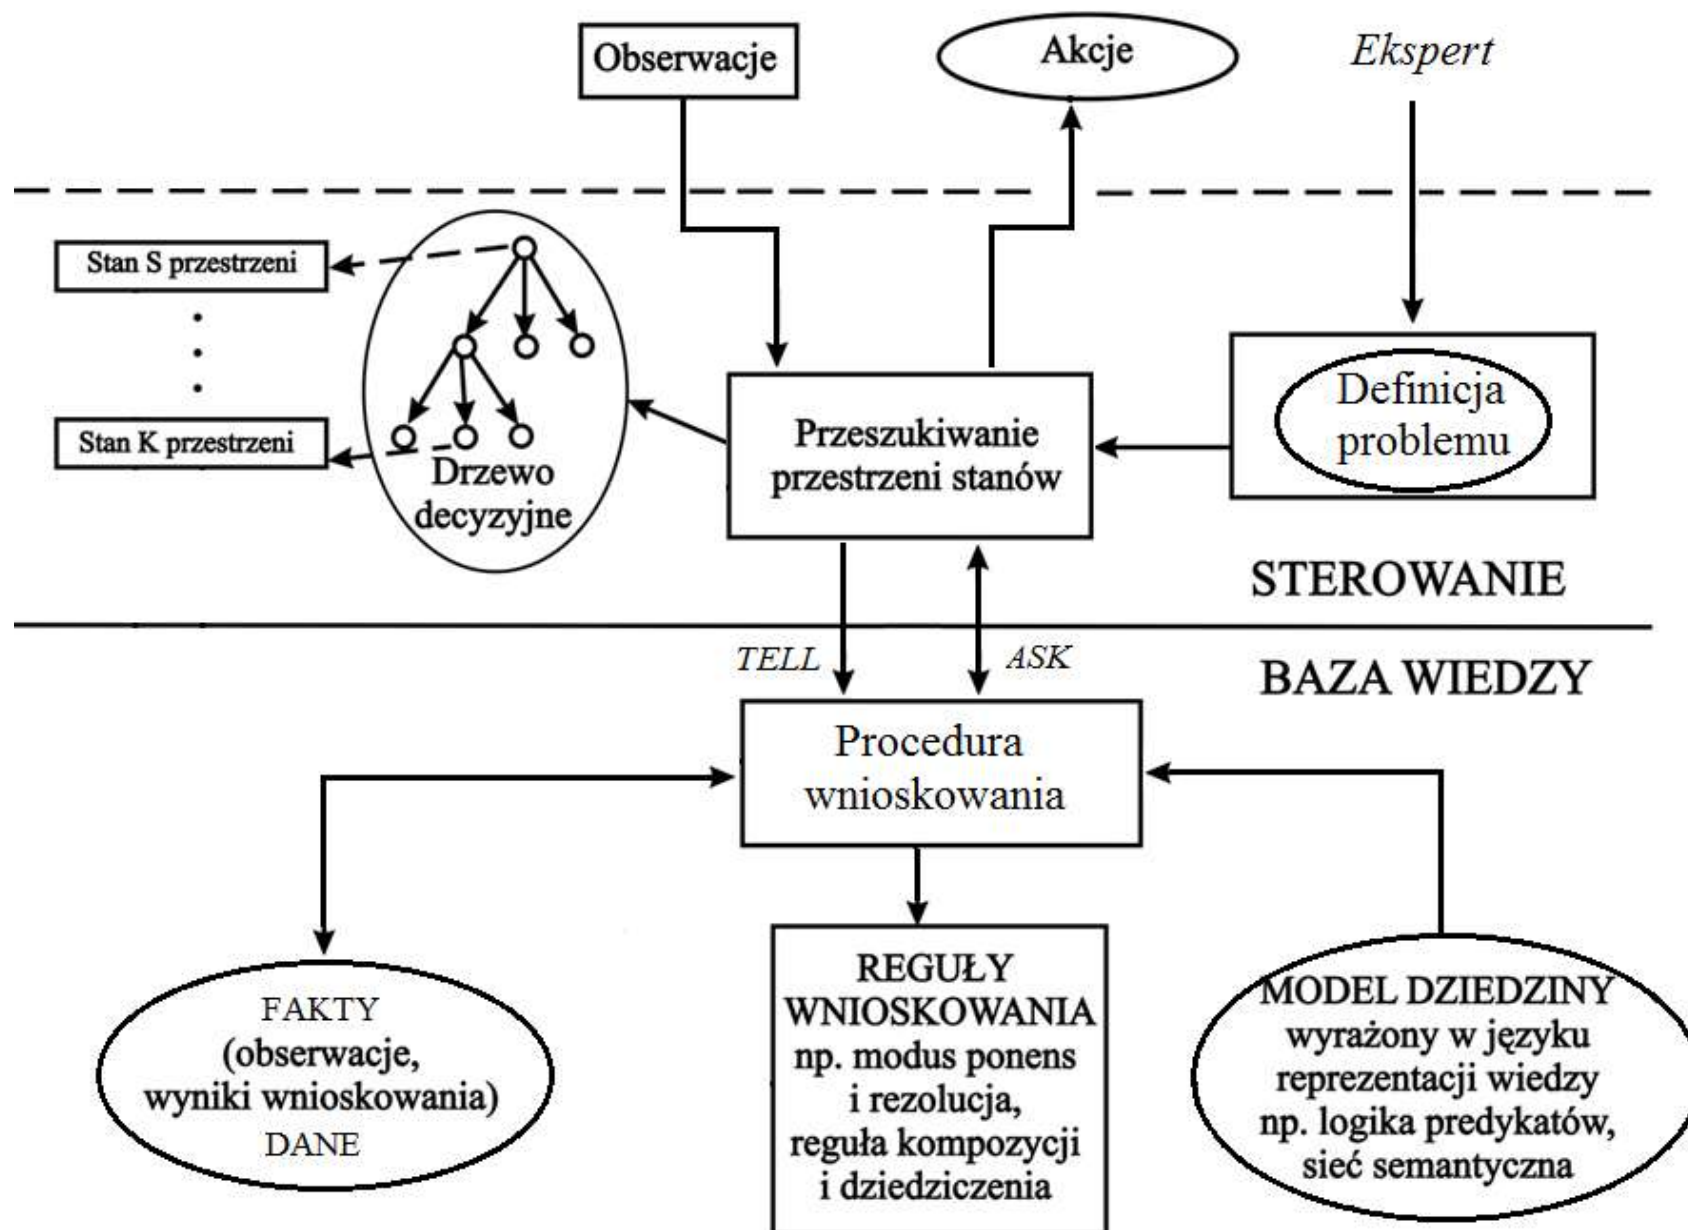 Obserwacje
Akcje
Ekspert
Stan S przestrzeni
Stan K przestrzeni
Drzewo
decyzyjne
Przeszukiwanie
przestrzeni stanów
Definicja
problemu
STEROWANIE
TELL
ASK
BAZA WIEDZY
Procedura
wnioskowania
FAKTY
(obserwacje,
wyniki wnioskowania)
DANE
REGUŁY
WNIOSKOWANIA
np. modus ponens
i rezolucja,
reguła kompozycji
i dziedziczenia
MODEL DZIEDZINY
wyrażony w języku
reprezentacji wiedzy
np. logika predykatów,
sieć semantyczna